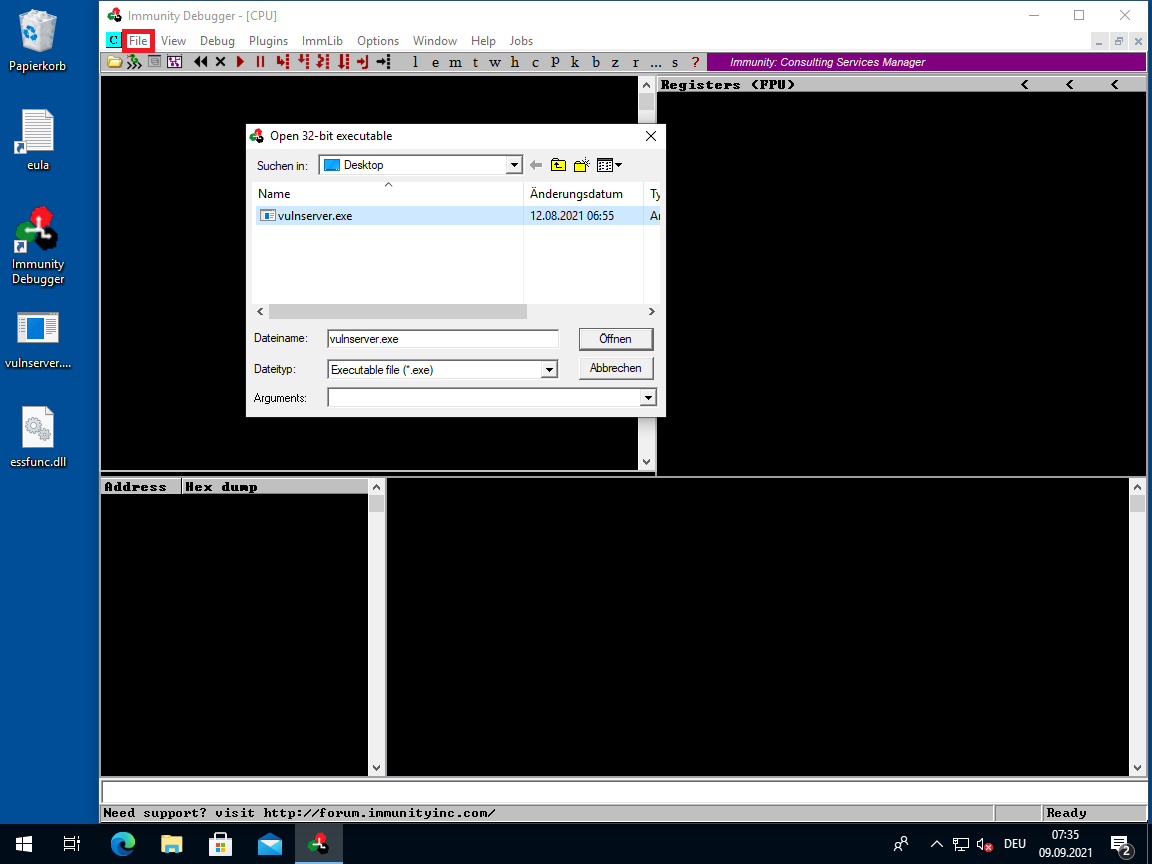 Papierkorb
eula
Immunity
Debugger
vulnserver....
essfunc.dll
Immunity Debugger - [CPU]
C File View Debug Plugins ImmLib Options Window Help Jobs
l e m t w h c P k b z r ... s ?
Immunity: Consulting Services Manager
Registers (FPU) < < <
Open 32-bit executable
Suchen in: Desktop
Name Änderungsdatum Ty
vulnserver.exe 12.08.2021 06:55 Ar
Dateiname: vulnserver.exe Öffnen
Dateityp: Executable file (*.exe) Abbrechen
Arguments:
Address Hex dump
Need support? visit http://forum.immunityinc.com/ Ready
DEU
07:35
09.09.2021
2